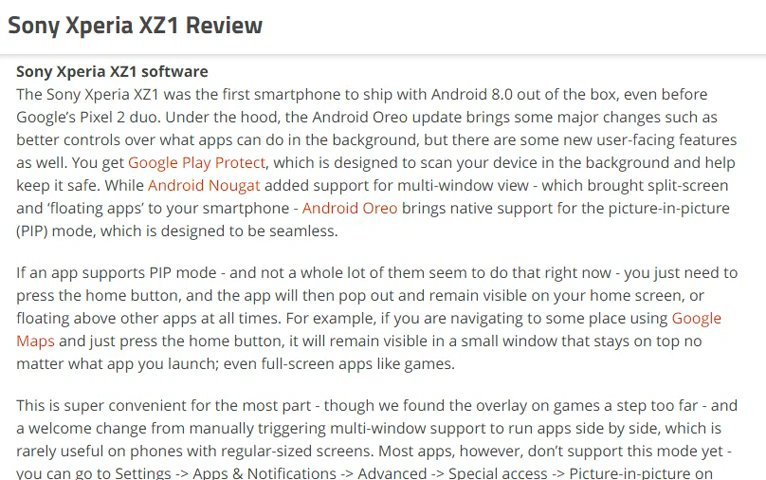 Sony Xperia XZ1 Review
Sony Xperia XZ1 software
The Sony Xperia XZ1 was the first smartphone to ship with Android 8.0 out of the box, even before
Google's Pixel 2 duo. Under the hood, the Android Oreo update brings some major changes such as
better controls over what apps can do in the background, but there are some new user-facing features
as well. You get Google Play Protect, which is designed to scan your device in the background and help
keep it safe. While Android Nougat added support for multi-window view - which brought split-screen
and ‘floating apps’ to your smartphone - Android Oreo brings native support for the picture-in-picture
(PIP) mode, which is designed to be seamless.
If an app supports PIP mode - and not a whole lot of them seem to do that right now - you just need to
press the home button, and the app will then pop out and remain visible on your home screen, or
floating above other apps at all times. For example, if you are navigating to some place using Google
Maps and just press the home button, it will remain visible in a small window that stays on top no
matter what app you launch; even full-screen apps like games.
This is super convenient for the most part - though we found the overlay on games a step too far - and
a welcome change from manually triggering multi-window support to run apps side by side, which is
rarely useful on phones with regular-sized screens. Most apps, however, don't support this mode yet -
you can go to Settings -> Apps & Notifications -> Advanced -> Special access -> Picture-in-picture on